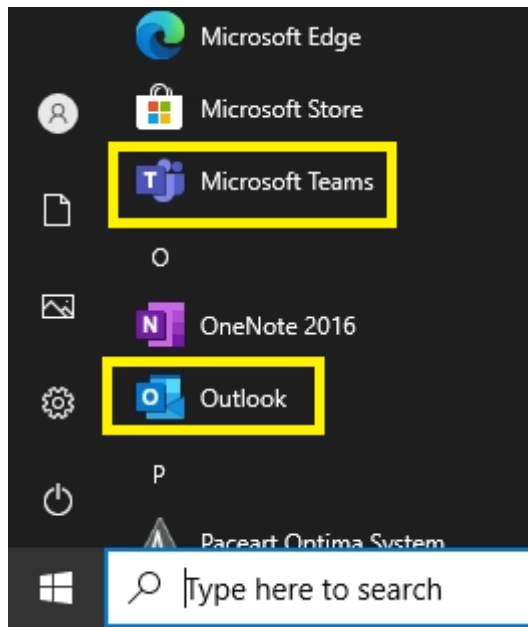 Microsoft Edge
Microsoft Store
Microsoft Teams
O
OneNote 2016
Outlook
P
Paceart Optima System
Type here to search